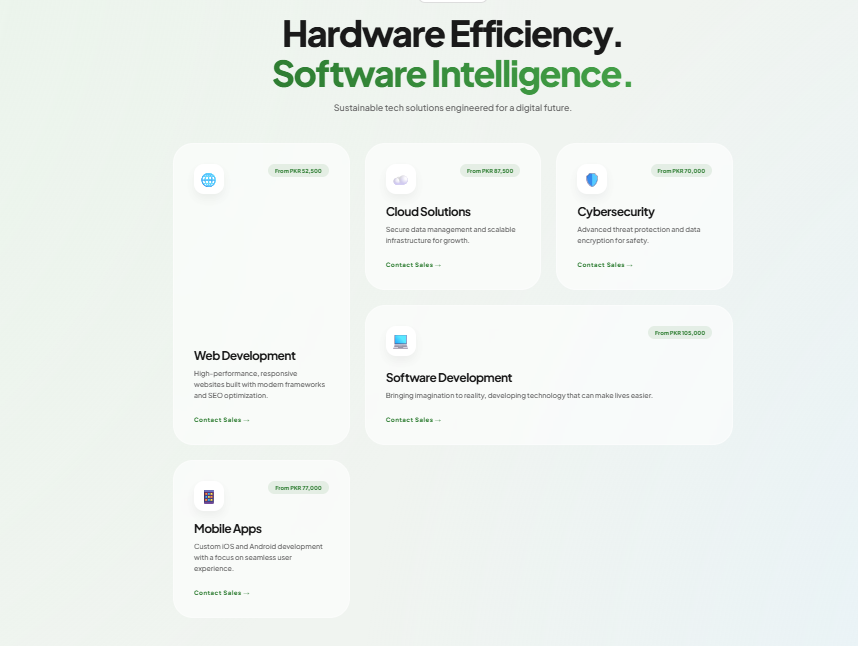 Hardware Efficiency.
Software Intelligence.
Sustainable tech solutions engineered for a digital future.
From PKR 52,500
Web Development
High-performance, responsive
websites built with modern frameworks
and SEO optimization.
Contact Sales →
From PKR 87,500
Cloud Solutions
Secure data management and scalable
infrastructure for growth.
Contact Sales →
From PKR 70,000
Cybersecurity
Advanced threat protection and data
encryption for safety.
Contact Sales →
From PKR 105,000
Software Development
Bringing imagination to reality, developing technology that can make lives easier.
Contact Sales →
From PKR 77,000
Mobile Apps
Custom iOS and Android development
with a focus on seamless user
experience.
Contact Sales →